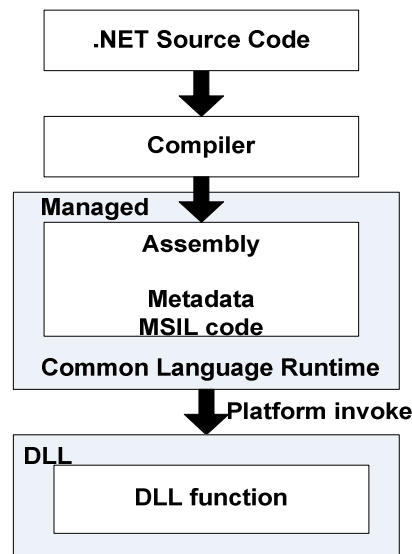 .NET Source Code
Compiler
Managed
Assembly
Metadata
MSIL code
Common Language Runtime
Platform invoke
DLL
DLL function